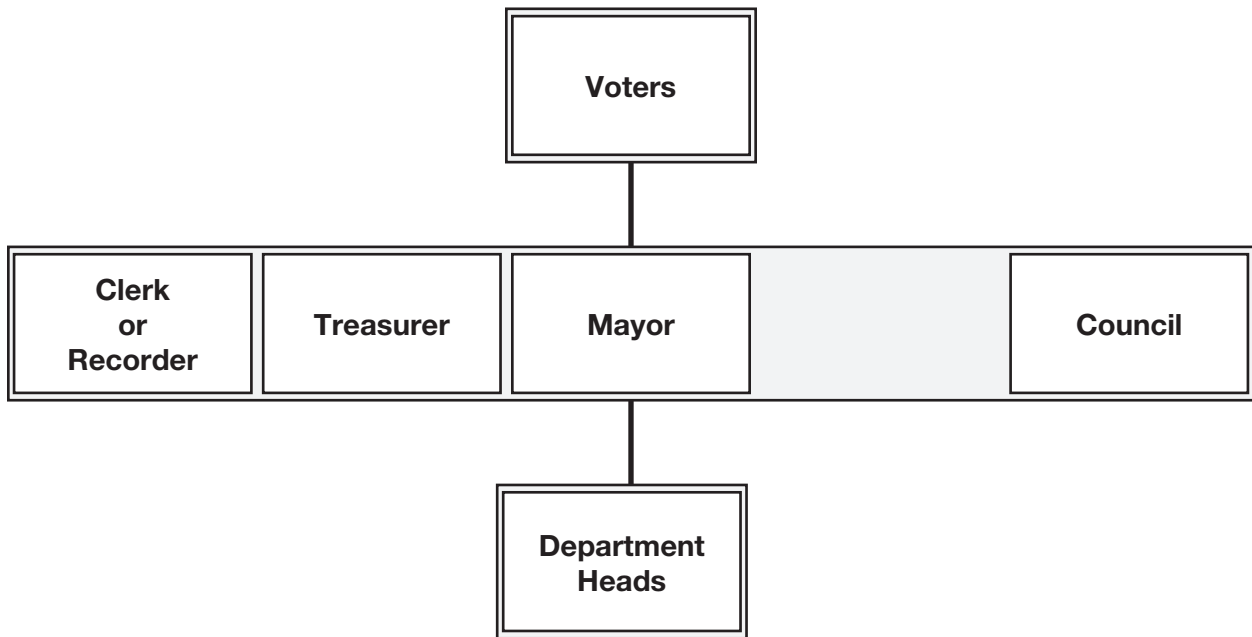 Voters
Clerk
or
Recorder
Treasurer
Mayor
Council
Department
Heads